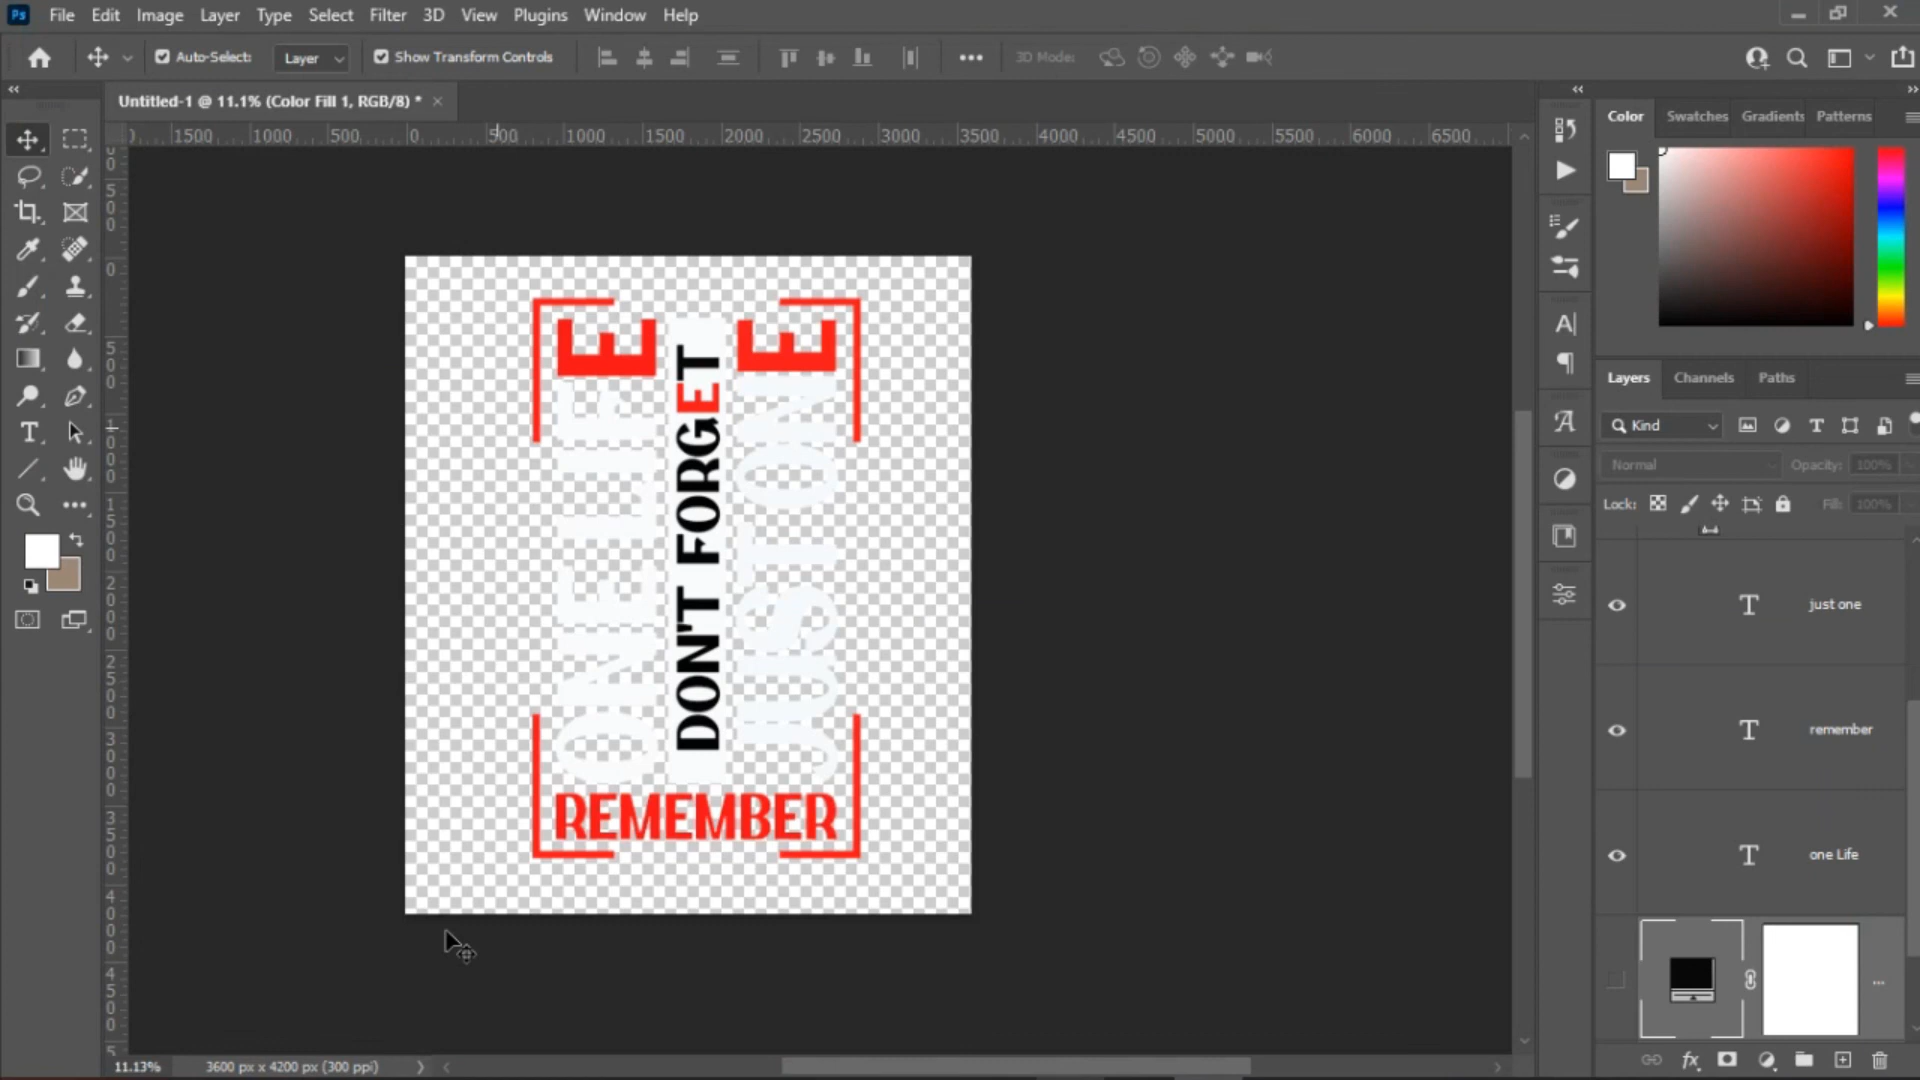 Ps File Edit Image Layer Type Select Filter 3D View Plugins Window Help
Auto-Select: Layer Show Transform Controls 3D Mode:
Untitled-1 @ 11.1% (Color Fill 1, RGB/8) *
1500 1000 500 0 500 1000 1500 2000 2500 3000 3500 4000 4500 5000 5500 6000 6500
ONE LIFE
DON'T FORGET
JUST ONE
REMEMBER
Color Swatches Gradients Patterns
Layers Channels Paths
Kind
Normal Opacity: 100%
Lock: Fill: 100%
just one
remember
one Life
fx
11.13% 3600 px x 4200 px (300 ppi)